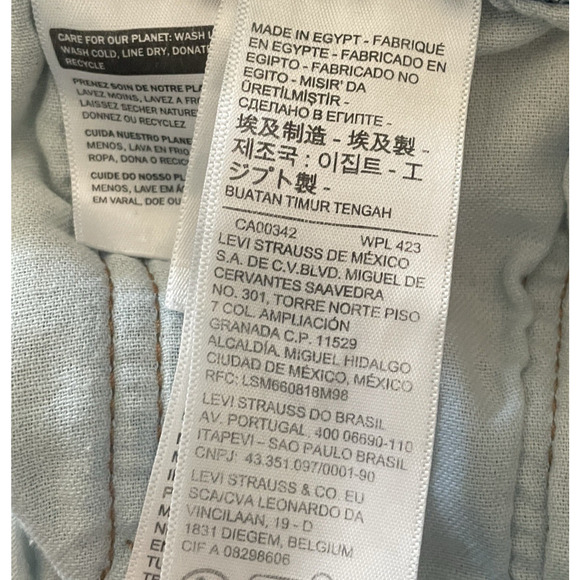 CARE FOR OUR PLANET: WASH
WASH COLD, LINE DRY, DONATE
RECYCLE
PRENEZ SOIN DE NOTRE
LAVEZ MOINS, LAVEZ A
LAISSEZ SÉCHER
DONNEZ OU RECYCLEZ
CUIDA NUESTRO PLANE
MENOS, LAVA EN FRIO
ROPA, DONA O RECIC
CUIDE DO NOSSO
MENOS, LAVE EM
EM VARAL, DOE OU
MADE IN EGYPT - FABRIQUÉ
EN EGYPTE - FABRICADO EN
EGIPTO - FABRICADO NO
EGITO - MISIR' DA
ÜRETİLMİŞTİR -
СДЕЛАНО В ЕГИПТЕ -
埃及制造 - 埃及製 -
제조국 : 이집트 - エ
ジプト製 -
BUATAN TIMUR TENGAH
CA00342 WPL 423
LEVI STRAUSS DE MÉXICO
S.A. DE C.V.BLVD. MIGUEL DE
CERVANTES SAAVEDRA
NO. 301, TORRE NORTE PISO
7 COL. AMPLIACIÓN
GRANADA C.P. 11529
ALCALDÍA. MIGUEL HIDALGO
CIUDAD DE MÉXICO, MÉXICO
RFC: LSM660818M98
LEVI STRAUSS DO BRASIL
AV. PORTUGAL, 400 06690-110
ITAPEVI – SAO PAULO BRASIL
CNPJ: 43.351.097/0001-90
LEVI STRAUSS & CO. EU
SCA/CVA LEONARDO DA
VINCILAAN, 19 - D
1831 DIEGEM, BELGIUM
CIF A 08298606